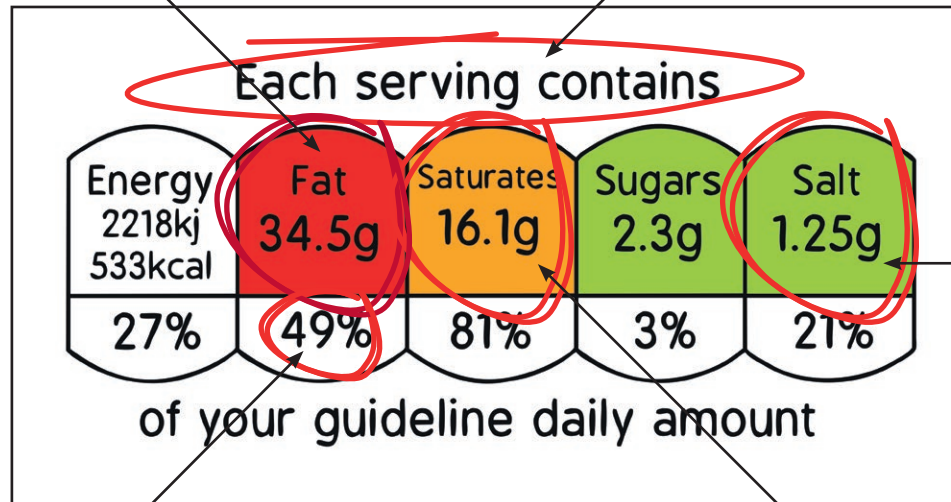 Each serving contains
Energy Fat Saturates Sugars Salt
2218kj 34.5g 16.1g 2.3g 1.25g
533kcal
27% 49% 81% 3% 21%
of your guideline daily amount